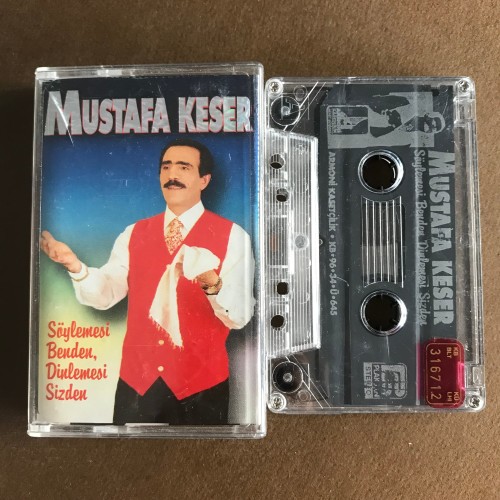 MUSTAFA KESER
Söylemesi
Benden,
Dinlemesi
Sizden
MUSTAFA KESER
Söylemesi Benden, Dinlemesi Sizden
ARMONİ KASETÇİLİK • KB•96•34•Ü•645
STEREO
316712